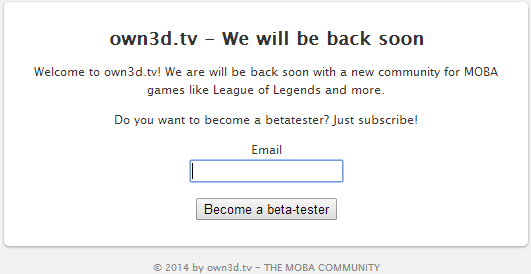 own3d.tv - We will be back soon
Welcome to own3d.tv! We are will be back soon with a new community for MOBA
games like League of Legends and more.
Do you want to become a betatester? Just subscribe!
Email
Become a beta-tester
© 2014 by own3d.tv - THE MOBA COMMUNITY